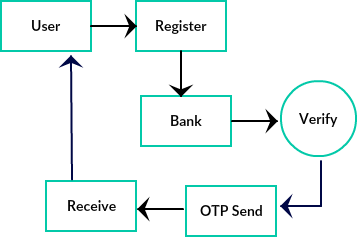 User
Register
Bank
Verify
OTP Send
Receive